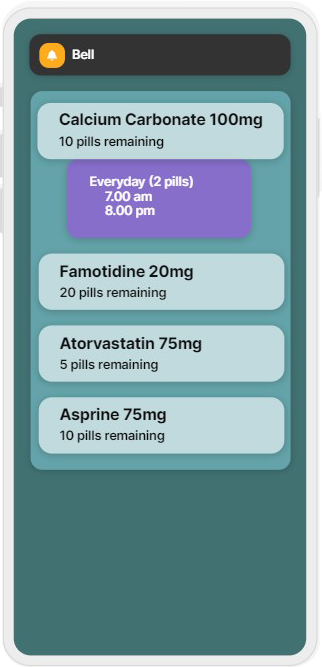 Bell
Calcium Carbonate 100mg
10 pills remaining
Everyday (2 pills)
7.00 am
8.00 pm
Famotidine 20mg
20 pills remaining
Atorvastatin 75mg
5 pills remaining
Asprine 75mg
10 pills remaining